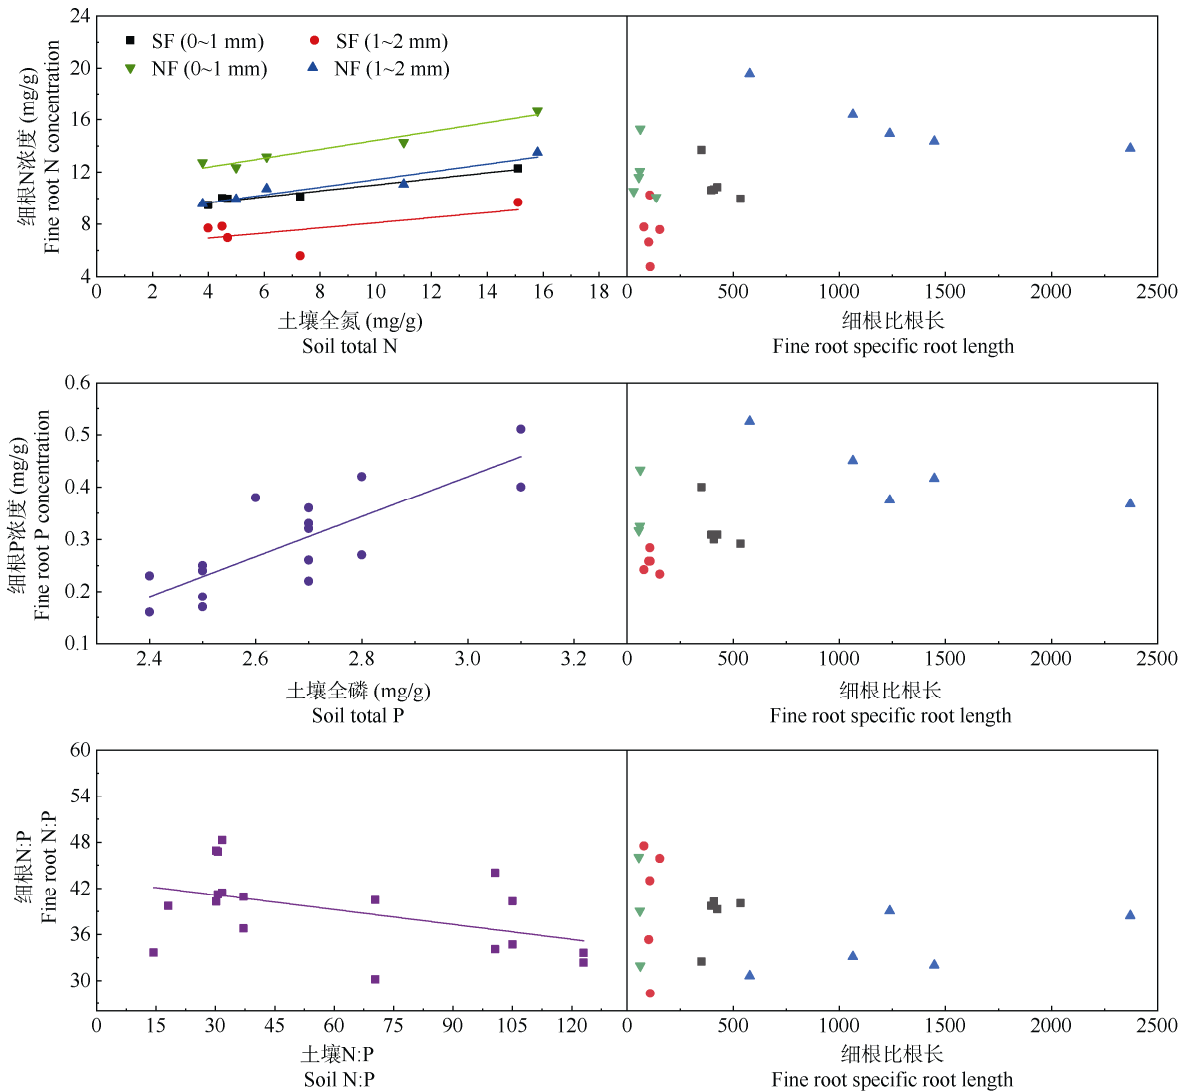 24
20
16
12
8
4
细根N浓度 (mg/g)
Fine root N concentration
SF (0~1 mm)
SF (1~2 mm)
NF (0~1 mm)
NF (1~2 mm)
0 2 4 6 8 10 12 14 16 18
土壤全氮 (mg/g)
Soil total N
0 500 1000 1500 2000 2500
细根比根长
Fine root specific root length
0.6
0.5
0.4
0.3
0.2
0.1
细根P浓度 (mg/g)
Fine root P concentration
2.4 2.6 2.8 3.0 3.2
土壤全磷 (mg/g)
Soil total P
0 500 1000 1500 2000 2500
细根比根长
Fine root specific root length
60
54
48
42
36
30
细根N:P
Fine root N:P
0 15 30 45 60 75 90 105 120
土壤N:P
Soil N:P
0 500 1000 1500 2000 2500
细根比根长
Fine root specific root length